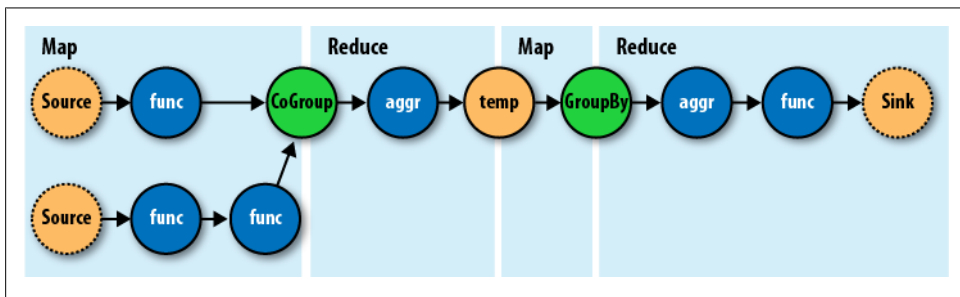 Map Reduce Map Reduce
Source func CoGroup aggr temp GroupBy aggr func Sink
Source func func